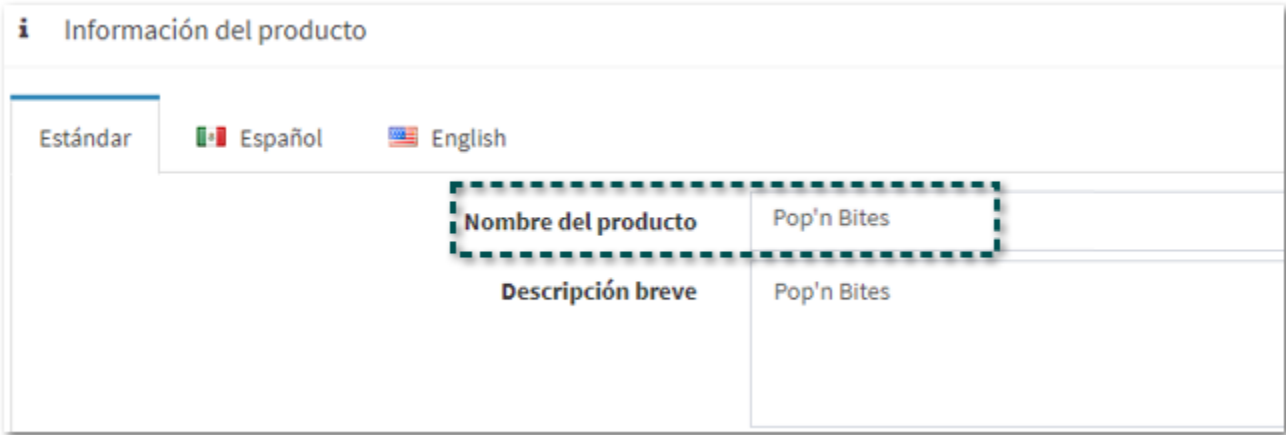 i Información del producto
Estándar Español English
Nombre del producto Pop'n Bites
Descripción breve Pop'n Bites